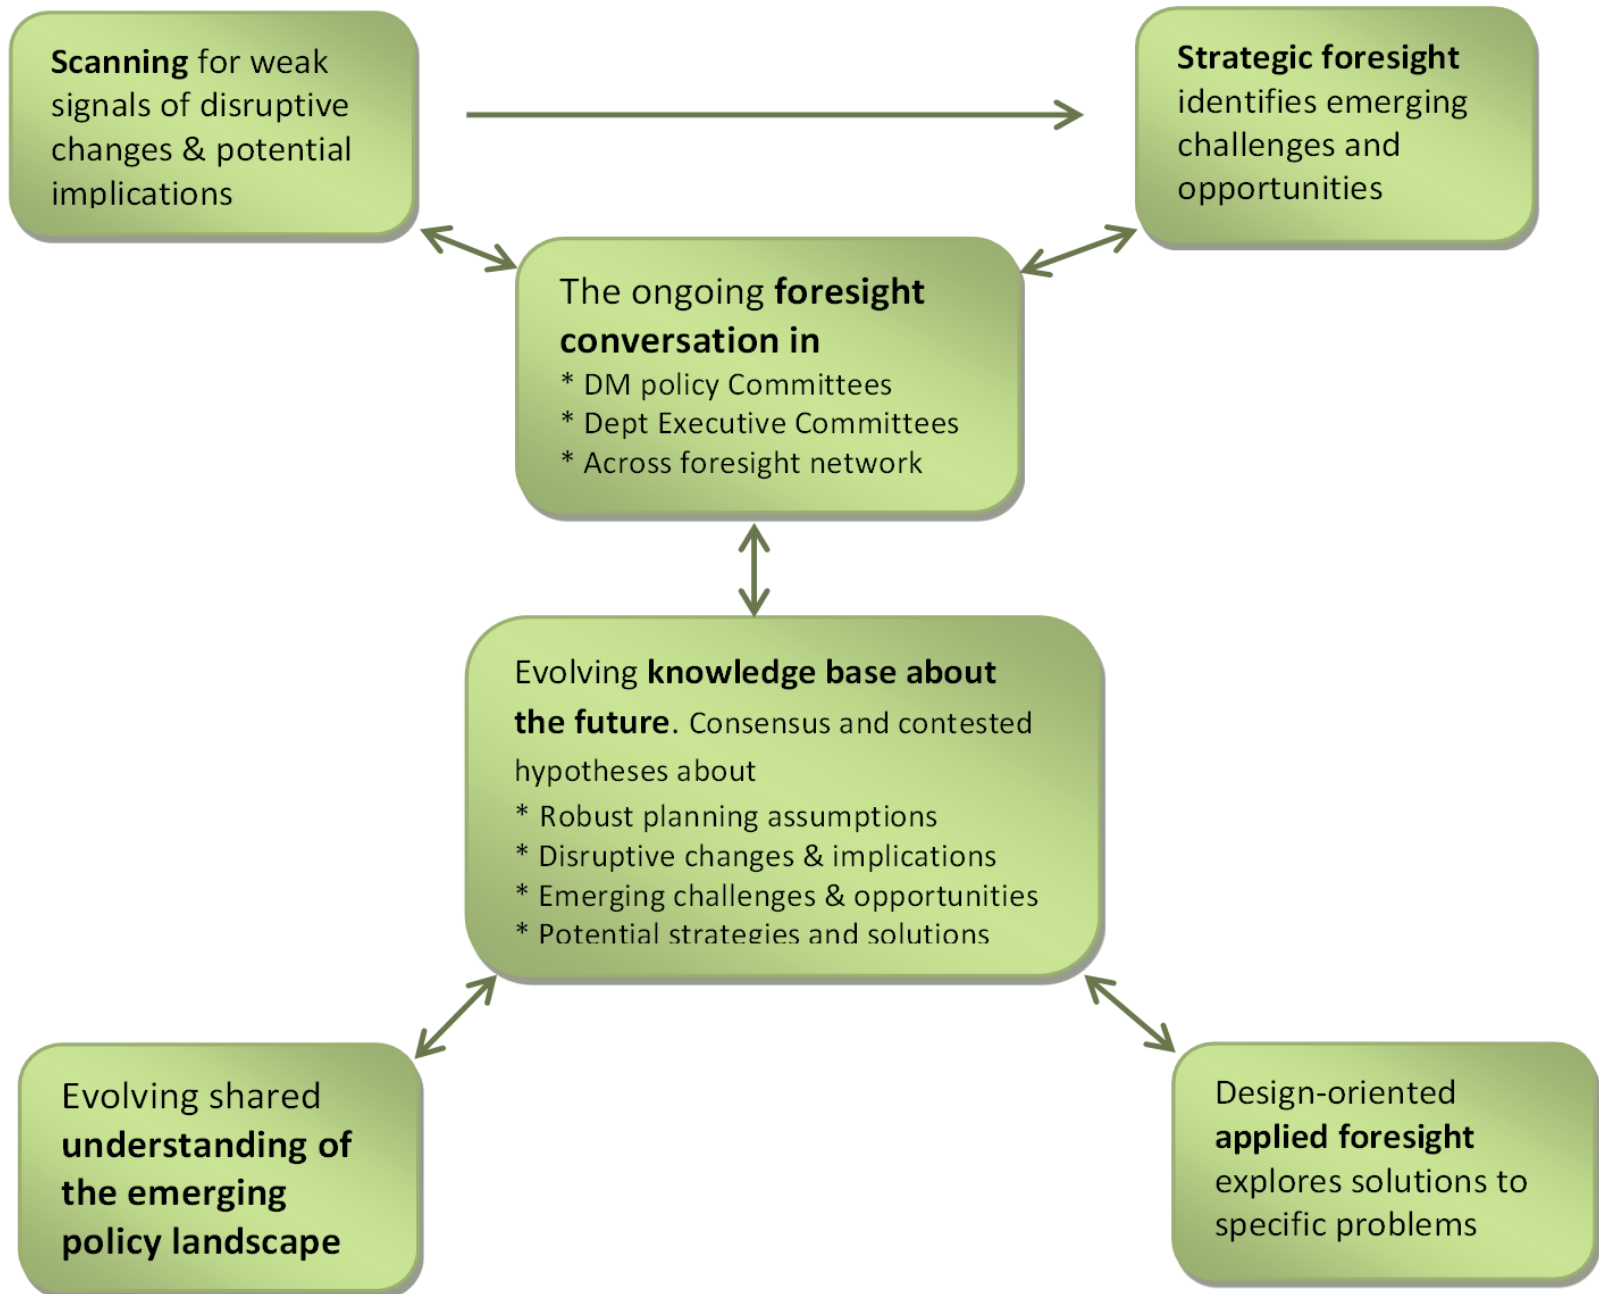 Scanning for weak
signals of disruptive
changes & potential
implications
Strategic foresight
identifies emerging
challenges and
opportunities
The ongoing foresight
conversation in
* DM policy Committees
* Dept Executive Committees
* Across foresight network
Evolving knowledge base about
the future. Consensus and contested
hypotheses about
* Robust planning assumptions
* Disruptive changes & implications
* Emerging challenges & opportunities
* Potential strategies and solutions
Evolving shared
understanding of
the emerging
policy landscape
Design-oriented
applied foresight
explores solutions to
specific problems